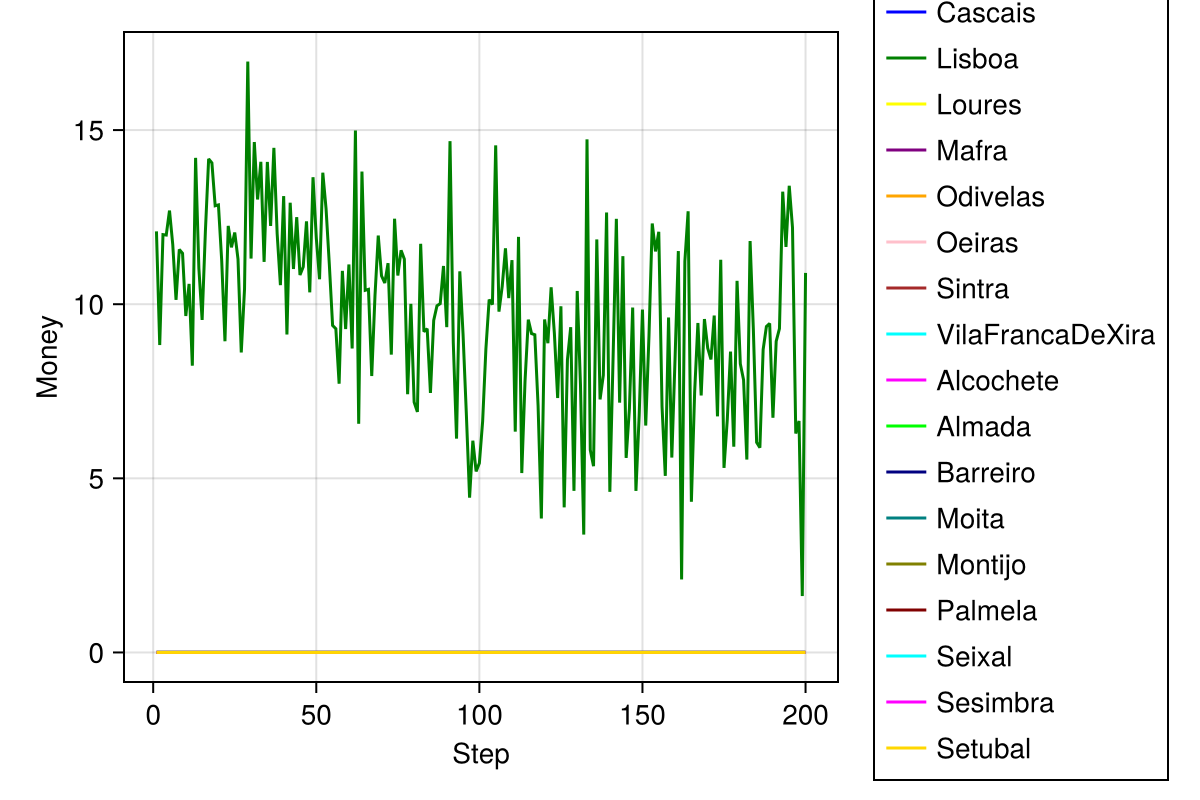 15
10
5
0
Money
0 50 100 150 200
Step
Cascais
Lisboa
Loures
Mafra
Odivelas
Oeiras
Sintra
VilaFrancaDeXira
Alcochete
Almada
Barreiro
Moita
Montijo
Palmela
Seixal
Sesimbra
Setubal